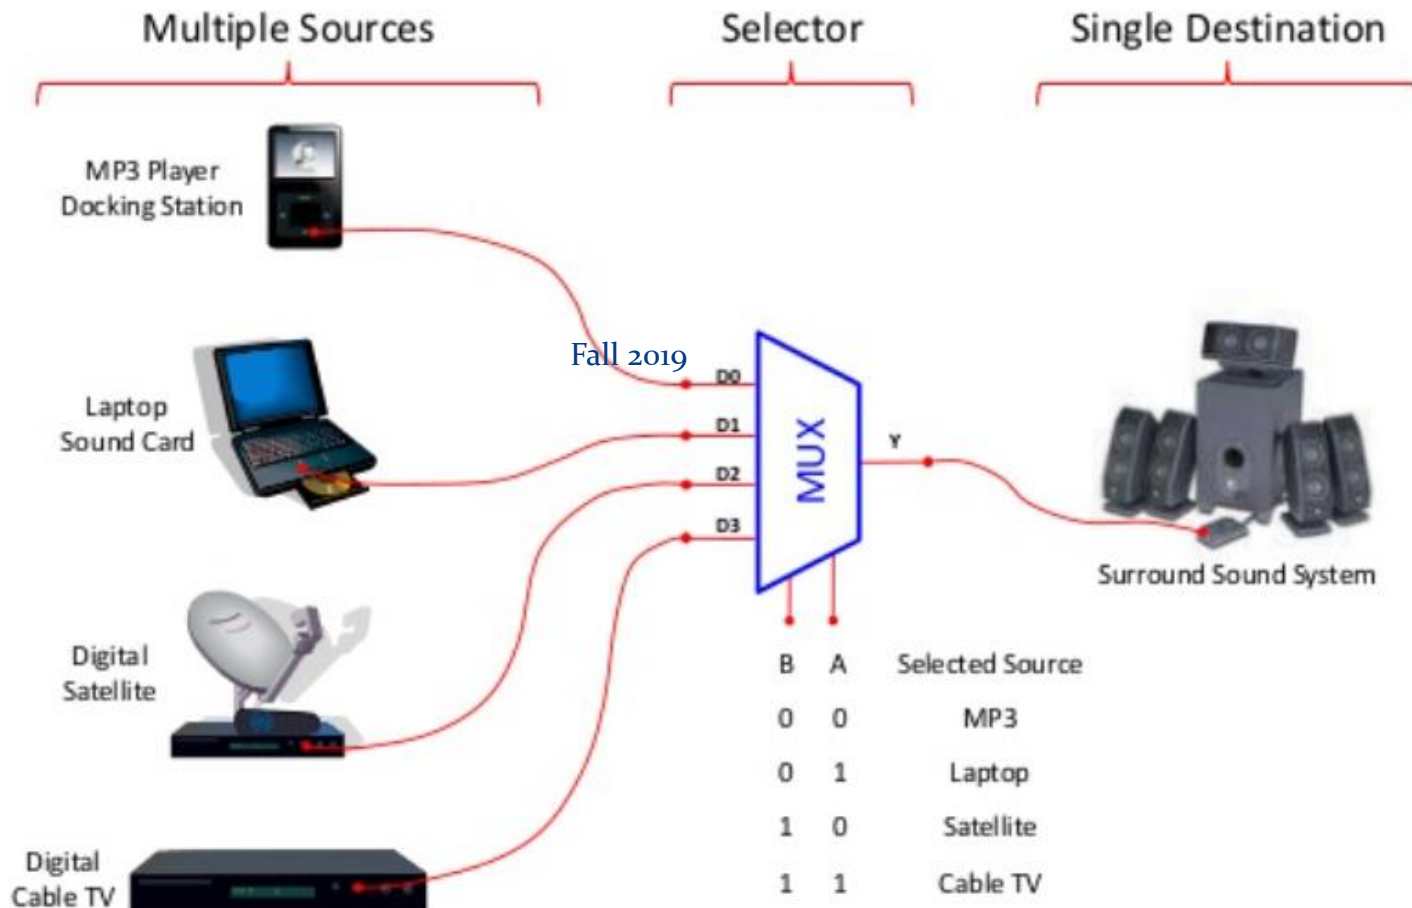 Multiple Sources
Selector
Single Destination
MP3 Player
Docking Station
Fall 2019
D0
Laptop
Sound Card
D1
D2
D3
MUX
Y
Surround Sound System
Digital
Satellite
B A Selected Source
0 0 MP3
0 1 Laptop
1 0 Satellite
1 1 Cable TV
Digital
Cable TV